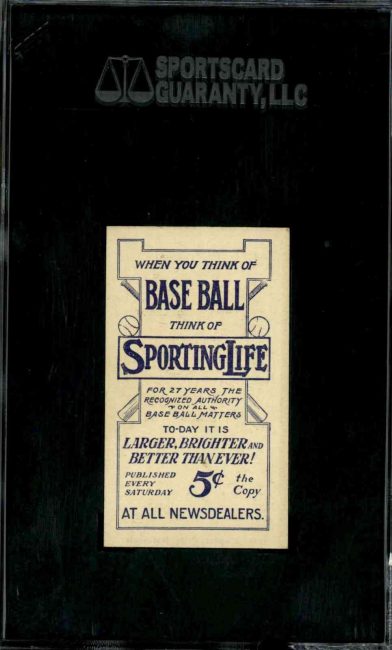 SPORTSCARD
GUARANTY, LLC
WHEN YOU THINK OF
BASE BALL
THINK OF
SPORTING LIFE
FOR 27 YEARS THE
RECOGNIZED AUTHORITY
ON ALL
BASE BALL MATTERS
TO-DAY IT IS
LARGER, BRIGHTER AND
BETTER THAN EVER!
PUBLISHED
EVERY
SATURDAY
5¢
the
Copy
AT ALL NEWSDEALERS.